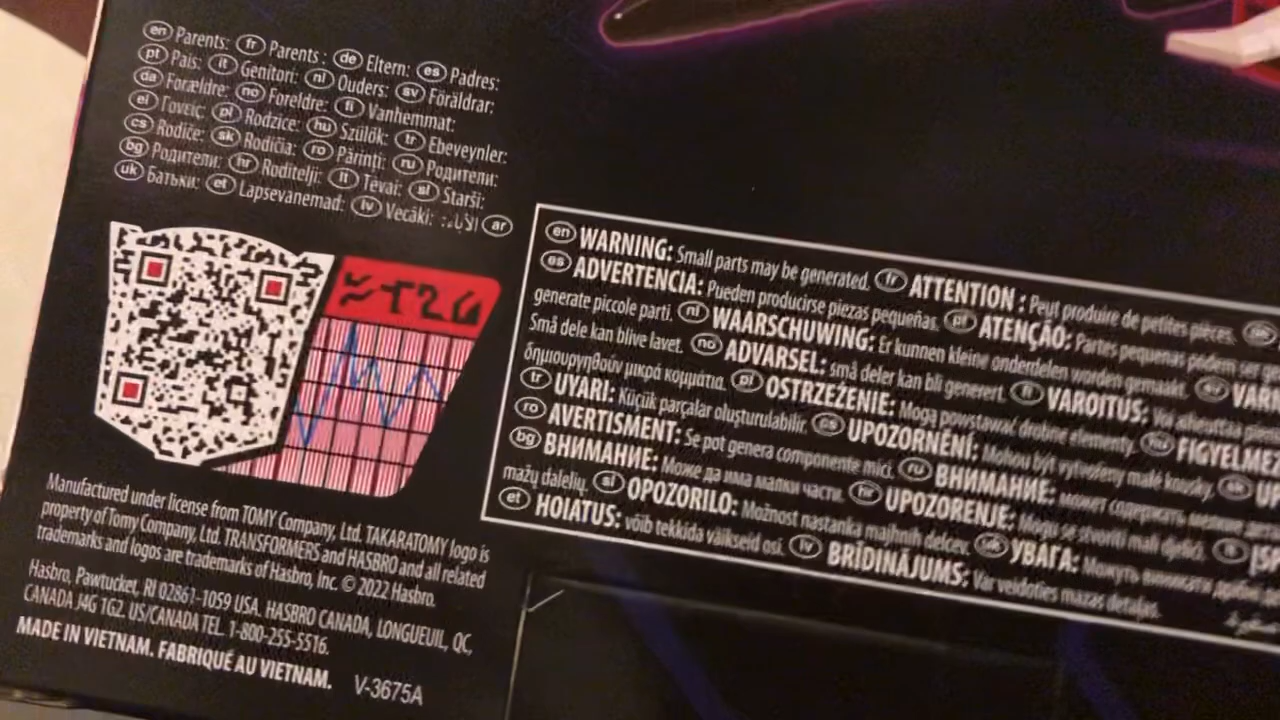 en Parents: fr Parents : de Eltern: es Padres:
pt Pais: it Genitori: nl Ouders: sv Föräldrar:
da Forældre: no Foreldre: fi Vanhemmat:
el Γονείς: pl Rodzice: hu Szülők: tr Ebeveynler:
cs Rodiče: sk Rodičia: ro Părinţi: ru Родители:
bg Родители: hr Roditelji: lt Tėvai: sl Starši:
uk Батьки: et Lapsevanemad: lv Vecāki: ar
en WARNING: Small parts may be generated. fr ATTENTION : Peut produire de petites pièces.
es ADVERTENCIA: Pueden producirse piezas pequeñas. pt ATENÇÃO: Partes pequenas podem ser
generate piccole parti. nl WAARSCHUWING: Er kunnen kleine onderdelen worden gemaakt.
Små dele kan blive lavet. no ADVARSEL: små deler kan bli generert. fi VAROITUS: Voi aiheuttaa
δημιουργηθούν μικρά κομμάτια. pl OSTRZEŻENIE: Mogą powstawać drobne elementy. hu
tr UYARI: Küçük parçalar oluşturulabilir. cs UPOZORNĚNÍ: Mohou být vytvořeny malé kousky. sk
ro AVERTISMENT: Se pot genera componente mici. ru ВНИМАНИЕ: может содержать мелкие
bg ВНИМАНИЕ: Може да има малки части. hr UPOZORENJE: Mogu se stvoriti mali dijelici. lt
mažų dalelių. sl OPOZORILO: Možnost nastanka majhnih delcev. uk УВАГА: Можуть виникати дрібні
et HOIATUS: võib tekkida väikseid osi. lv BRĪDINĀJUMS: Var veidoties mazas detaļas.
Manufactured under license from TOMY Company, Ltd. TAKARATOMY logo is
property of Tomy Company, Ltd. TRANSFORMERS and HASBRO and all related
trademarks and logos are trademarks of Hasbro, Inc. © 2022 Hasbro.
Hasbro, Pawtucket, RI 02861-1059 USA. HASBRO CANADA, LONGUEUIL, QC,
CANADA J4G 1G2. US/CANADA TEL. 1-800-255-5516.
MADE IN VIETNAM. FABRIQUÉ AU VIETNAM. V-3675A